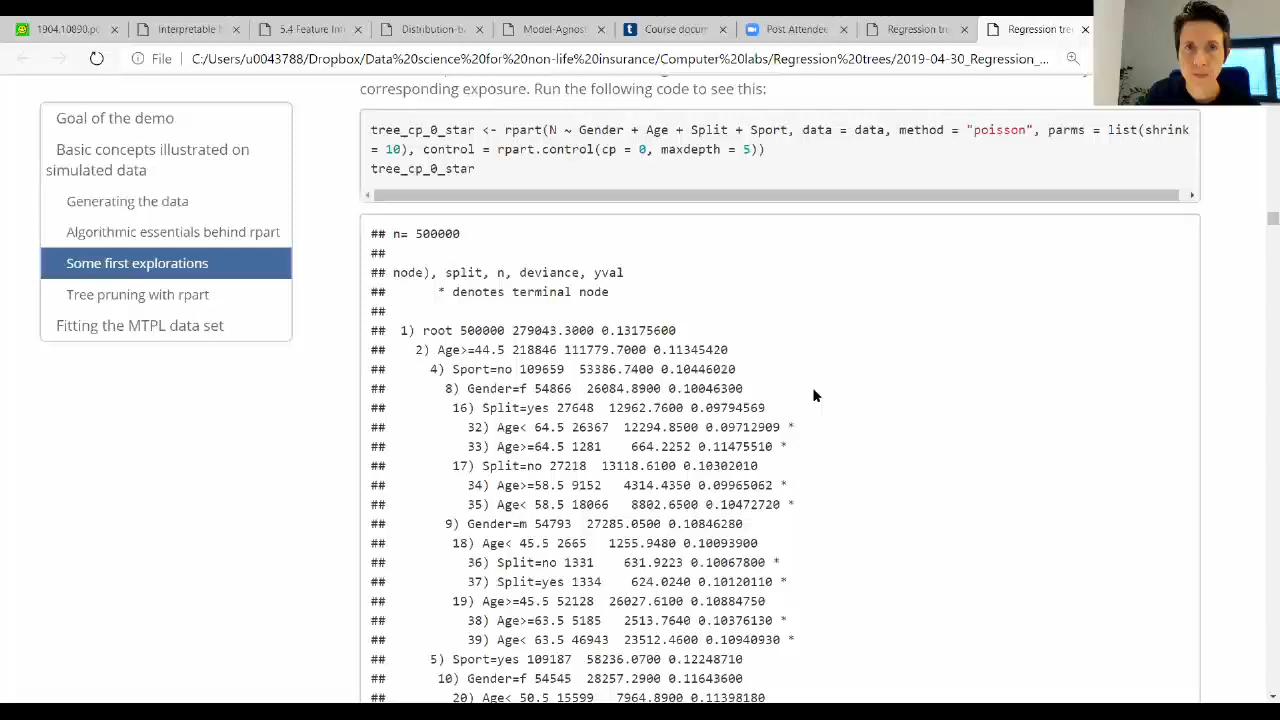 1904.10890.pc
Interpretable
5.4 Feature Im
Distribution-b
Model-Agnost
Course docum
Post Attendee
Regression tre
Regression tre
File
C:/Users/u0043788/Dropbox/Data%20science%20for%20non-life%20insurance/Computer%20labs/Regression%20trees/2019-04-30_Regression_...
corresponding exposure. Run the following code to see this:
Goal of the demo
Basic concepts illustrated on
simulated data
Generating the data
Algorithmic essentials behind rpart
Some first explorations
Tree pruning with rpart
Fitting the MTPL data set
tree_cp_0_star <- rpart(N ~ Gender + Age + Split + Sport, data = data, method = "poisson", parms = list(shrink
= 10), control = rpart.control(cp = 0, maxdepth = 5))
tree_cp_0_star
## n= 500000
##
## node), split, n, deviance, yval
##       * denotes terminal node
##
##  1) root 500000 279043.3000 0.13175600
##    2) Age>=44.5 218846 111779.7000 0.11345420
##      4) Sport=no 109659  53386.7400 0.10446020
##        8) Gender=f 54866  26084.8900 0.10046300
##         16) Split=yes 27648  12962.7600 0.09794569
##           32) Age< 64.5 26367  12294.8500 0.09712909 *
##           33) Age>=64.5 1281    664.2252 0.11475510 *
##         17) Split=no 27218  13118.6100 0.10302010
##           34) Age>=58.5 9152   4314.4350 0.09965062 *
##           35) Age< 58.5 18066   8802.6500 0.10472720 *
##        9) Gender=m 54793  27285.0500 0.10846280
##         18) Age< 45.5 2665   1255.9480 0.10093900
##           36) Split=no 1331    631.9223 0.10067800 *
##           37) Split=yes 1334    624.0240 0.10120110 *
##         19) Age>=45.5 52128  26027.6100 0.10884750
##           38) Age>=63.5 5185   2513.7640 0.10376130 *
##           39) Age< 63.5 46943  23512.4600 0.10940930 *
##      5) Sport=yes 109187  58236.0700 0.12248710
##       10) Gender=f 54545  28257.2900 0.11643600
##         20) Age< 50.5 15599   7964.8900 0.11398180